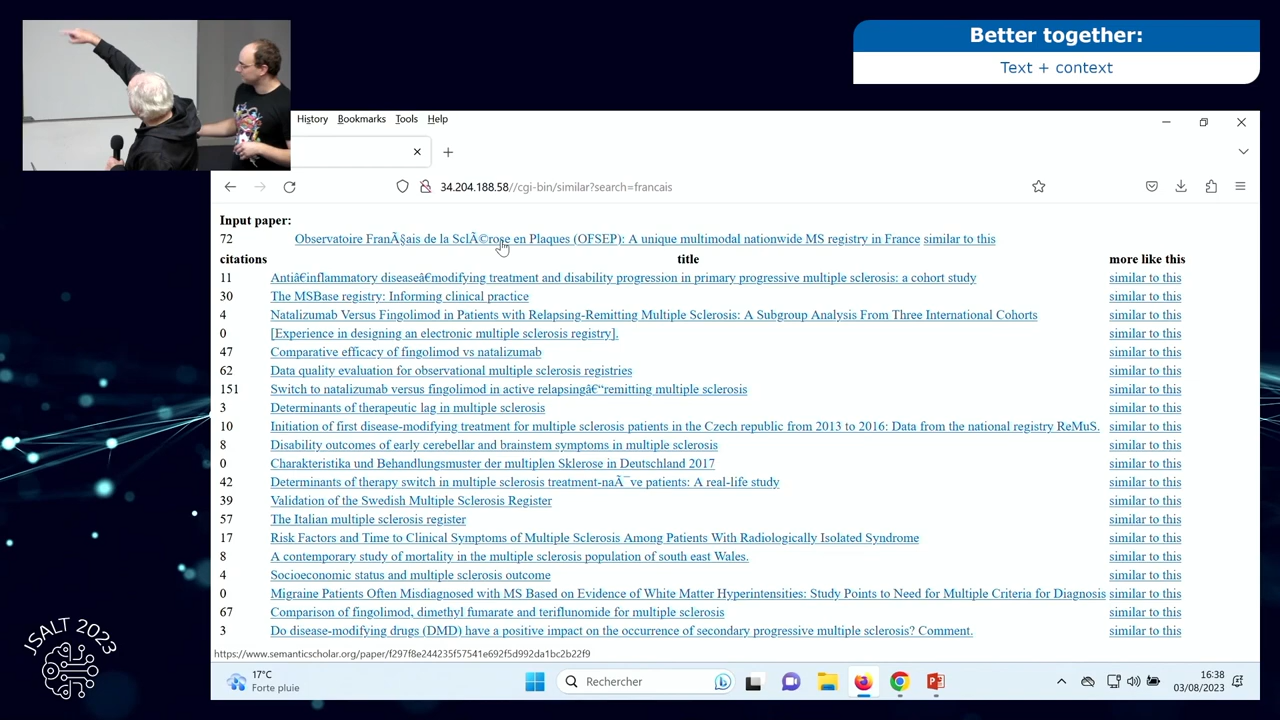 Better together:
Text + context
History Bookmarks Tools Help
34.204.188.58//cgi-bin/similar?search=francais
Input paper:
72 Observatoire FranÃ§ais de la SclÃ©rose en Plaques (OFSEP): A unique multimodal nationwide MS registry in France similar to this
citations title more like this
11 Antiâ€inflammatory diseaseâ€modifying treatment and disability progression in primary progressive multiple sclerosis: a cohort study similar to this
30 The MSBase registry: Informing clinical practice similar to this
4 Natalizumab Versus Fingolimod in Patients with Relapsing-Remitting Multiple Sclerosis: A Subgroup Analysis From Three International Cohorts similar to this
0 [Experience in designing an electronic multiple sclerosis registry]. similar to this
47 Comparative efficacy of fingolimod vs natalizumab similar to this
62 Data quality evaluation for observational multiple sclerosis registries similar to this
151 Switch to natalizumab versus fingolimod in active relapsingâ€“remitting multiple sclerosis similar to this
3 Determinants of therapeutic lag in multiple sclerosis similar to this
10 Initiation of first disease-modifying treatment for multiple sclerosis patients in the Czech republic from 2013 to 2016: Data from the national registry ReMuS. similar to this
8 Disability outcomes of early cerebellar and brainstem symptoms in multiple sclerosis similar to this
0 Charakteristika und Behandlungsmuster der multiplen Sklerose in Deutschland 2017 similar to this
42 Determinants of therapy switch in multiple sclerosis treatment-naÃ¯ve patients: A real-life study similar to this
39 Validation of the Swedish Multiple Sclerosis Register similar to this
57 The Italian multiple sclerosis register similar to this
17 Risk Factors and Time to Clinical Symptoms of Multiple Sclerosis Among Patients With Radiologically Isolated Syndrome similar to this
8 A contemporary study of mortality in the multiple sclerosis population of south east Wales. similar to this
4 Socioeconomic status and multiple sclerosis outcome similar to this
0 Migraine Patients Often Misdiagnosed with MS Based on Evidence of White Matter Hyperintensities: Study Points to Need for Multiple Criteria for Diagnosis similar to this
67 Comparison of fingolimod, dimethyl fumarate and teriflunomide for multiple sclerosis similar to this
3 Do disease-modifying drugs (DMD) have a positive impact on the occurrence of secondary progressive multiple sclerosis? Comment. similar to this
https://www.semanticscholar.org/paper/f297f8e244235f57541e692f5d992da1bc2b22f9
JSALT 2023
17°C
Forte pluie
Rechercher
16:38
03/08/2023